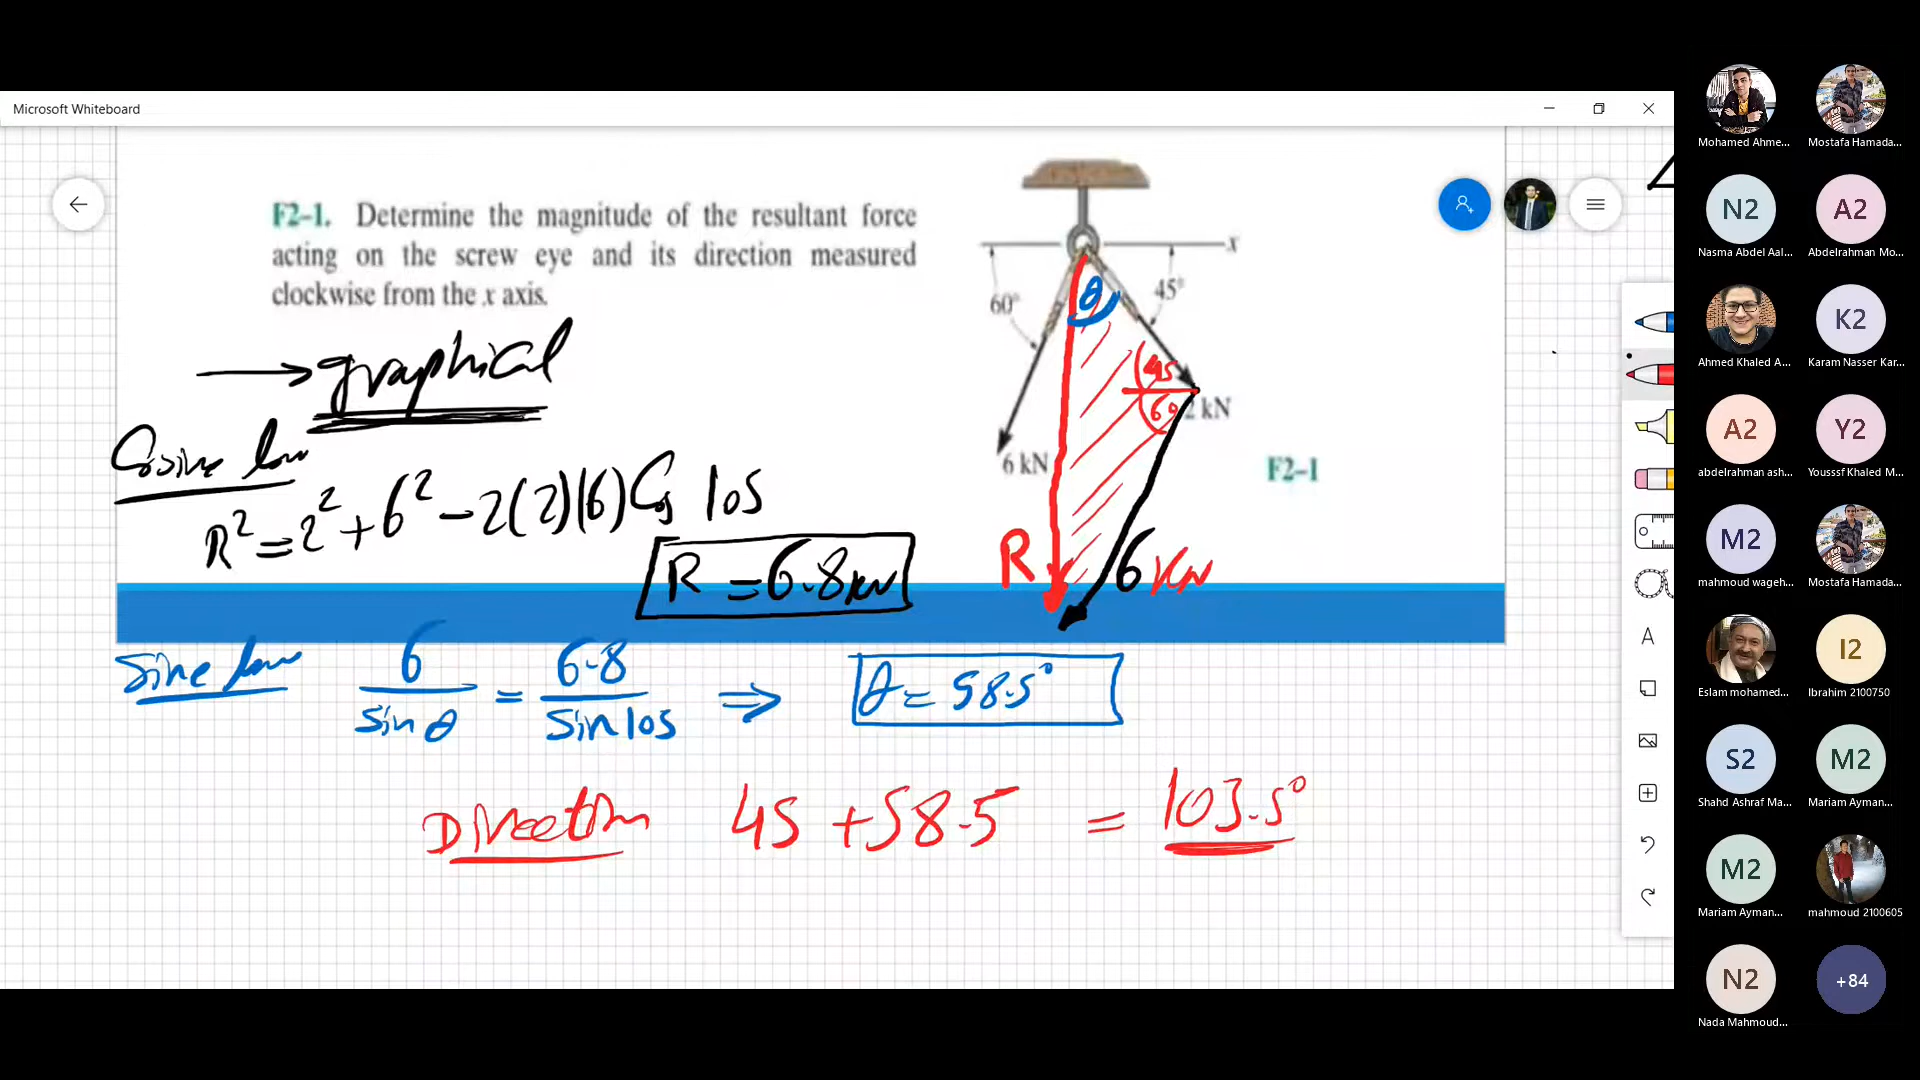 Microsoft Whiteboard
F2–1. Determine the magnitude of the resultant force
acting on the screw eye and its direction measured
clockwise from the x axis.
x
60°
45°
θ
45
60
2 kN
6 kN
F2–1
R
6 kN
→ graphical
Cosine law
R² = 2² + 6² – 2(2)(6) Cos 105
R = 6.8 kN
Sine law
6 / sin θ = 6.8 / sin 105 ⇒ θ = 58.5°
Direction 45 + 58.5 = 103.5°
A
Mohamed Ahme...
Mostafa Hamada...
N2
A2
Nasma Abdel Aal...
Abdelrahman Mo...
K2
Ahmed Khaled A...
Karam Nasser Kar...
A2
Y2
abdelrahman ash...
Yousssf Khaled M...
M2
mahmoud wageh...
Mostafa Hamada...
I2
Eslam mohamed...
Ibrahim 2100750
S2
M2
Shahd Ashraf Ma...
Mariam Ayman...
M2
Mariam Ayman...
mahmoud 2100605
N2
+84
Nada Mahmoud...